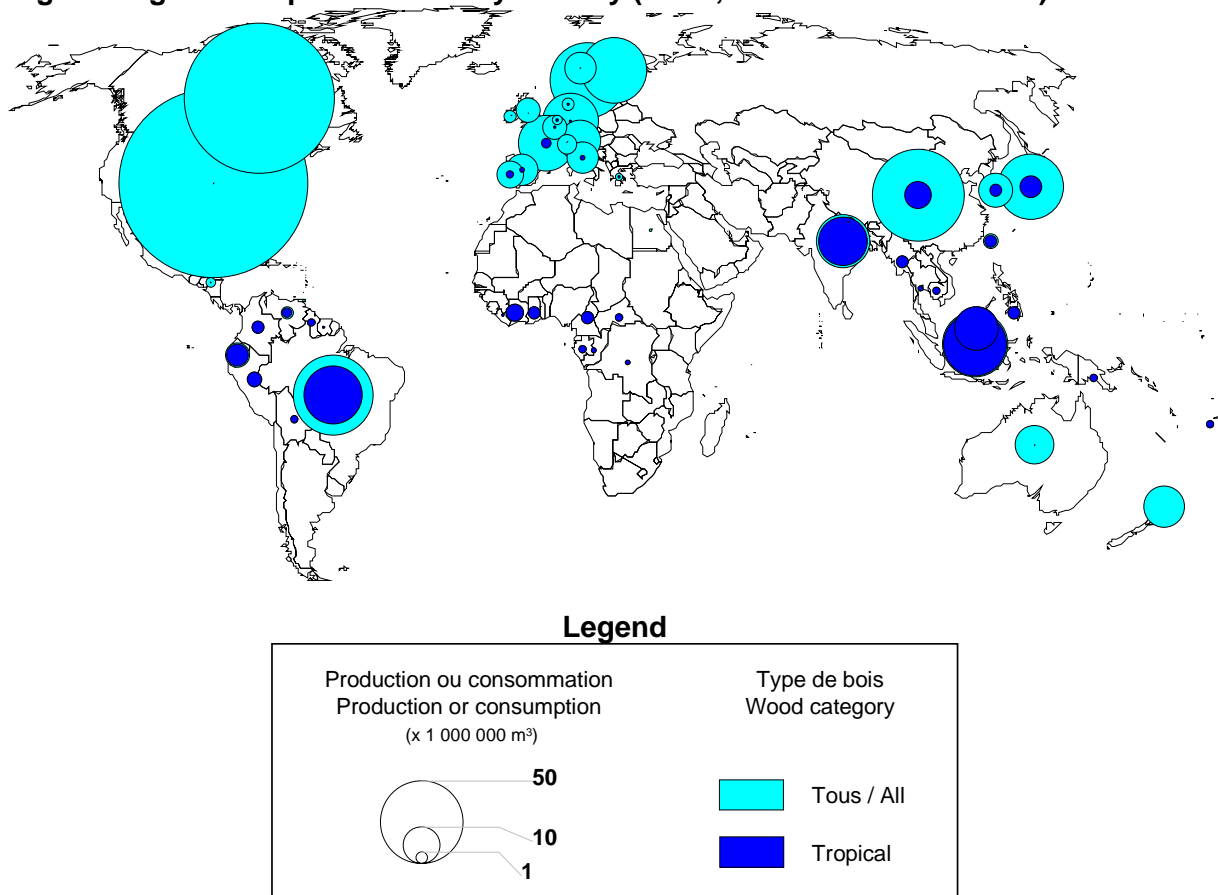 Legend
Production ou consommation
Production or consumption
(x 1 000 000 m³)
50
10
1
Type de bois
Wood category
Tous / All
Tropical